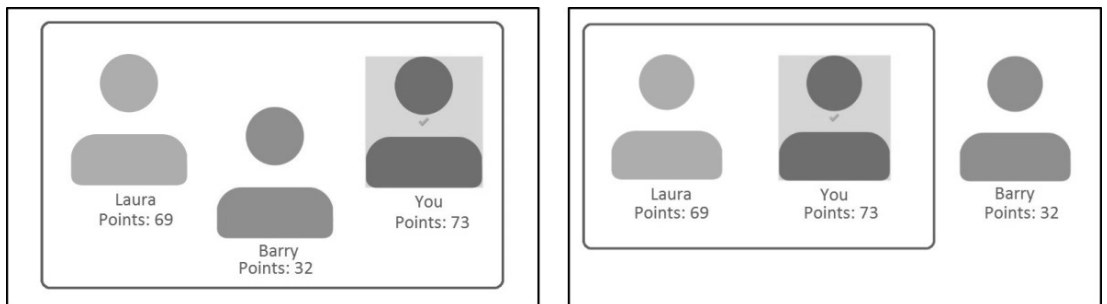 Laura
Points: 69
Barry
Points: 32
You
Points: 73
Laura
Points: 69
You
Points: 73
Barry
Points: 32